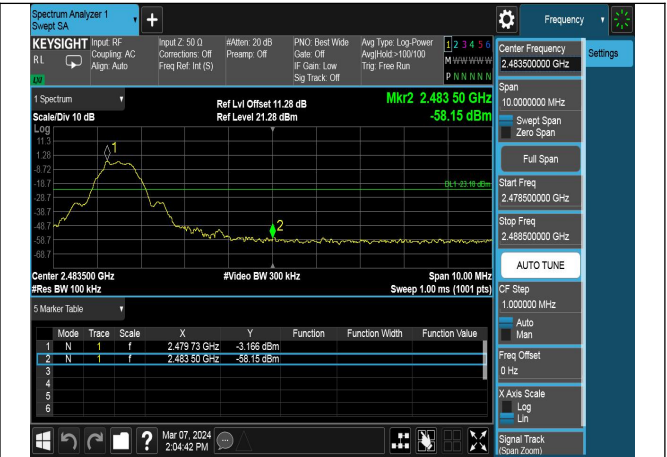 Spectrum Analyzer 1
Swept SA
Frequency
KEYSIGHT Input: RF Input Z: 50 Ω #Atten: 20 dB PNO: Best Wide Avg Type: Log-Power 1 2 3 4 5 6
RL Coupling: AC Corrections: Off Preamp: Off Gate: Off Avg|Hold:>100/100 M W W W W W
Align: Auto Freq Ref: Int (S) IF Gain: Low Trig: Free Run
Sig Track: Off P N N N N N
1 Spectrum
Ref Lvl Offset 11.28 dB Mkr2 2.483 50 GHz
Scale/Div 10 dB Ref Level 21.28 dBm -58.15 dBm
Log
11.3
1.28
-8.72
-18.7
-28.7
-38.7
-48.7
-58.7
-68.7
1
DL1 -23.18 dBm
2
Center 2.483500 GHz #Video BW 300 kHz Span 10.00 MHz
#Res BW 100 kHz Sweep 1.00 ms (1001 pts)
5 Marker Table
Mode Trace Scale X Y Function Function Width Function Value
1 N 1 f 2.479 73 GHz -3.166 dBm
2 N 1 f 2.483 50 GHz -58.15 dBm
3
4
5
6
Mar 07, 2024
2:04:42 PM
Center Frequency
2.483500000 GHz
Settings
Span
10.0000000 MHz
Swept Span
Zero Span
Full Span
Start Freq
2.478500000 GHz
Stop Freq
2.488500000 GHz
AUTO TUNE
CF Step
1.000000 MHz
Auto
Man
Freq Offset
0 Hz
X Axis Scale
Log
Lin
Signal Track
(Span Zoom)